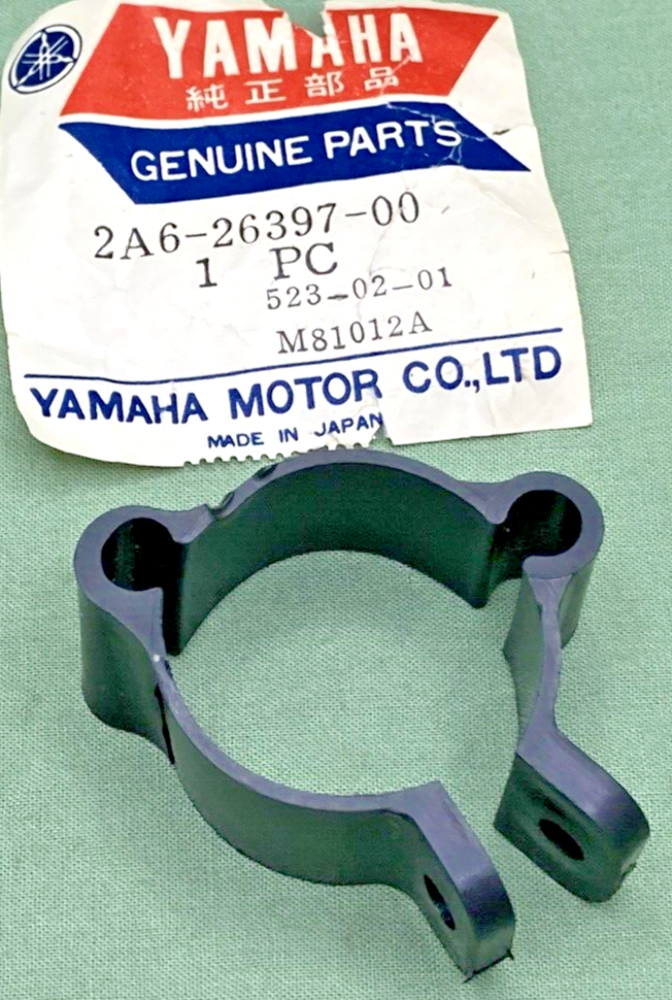 YAMAHA
純正部品
GENUINE PARTS
2A6-26397-00
1 PC
523-02-01
M81012A
YAMAHA MOTOR CO.,LTD
MADE IN JAPAN